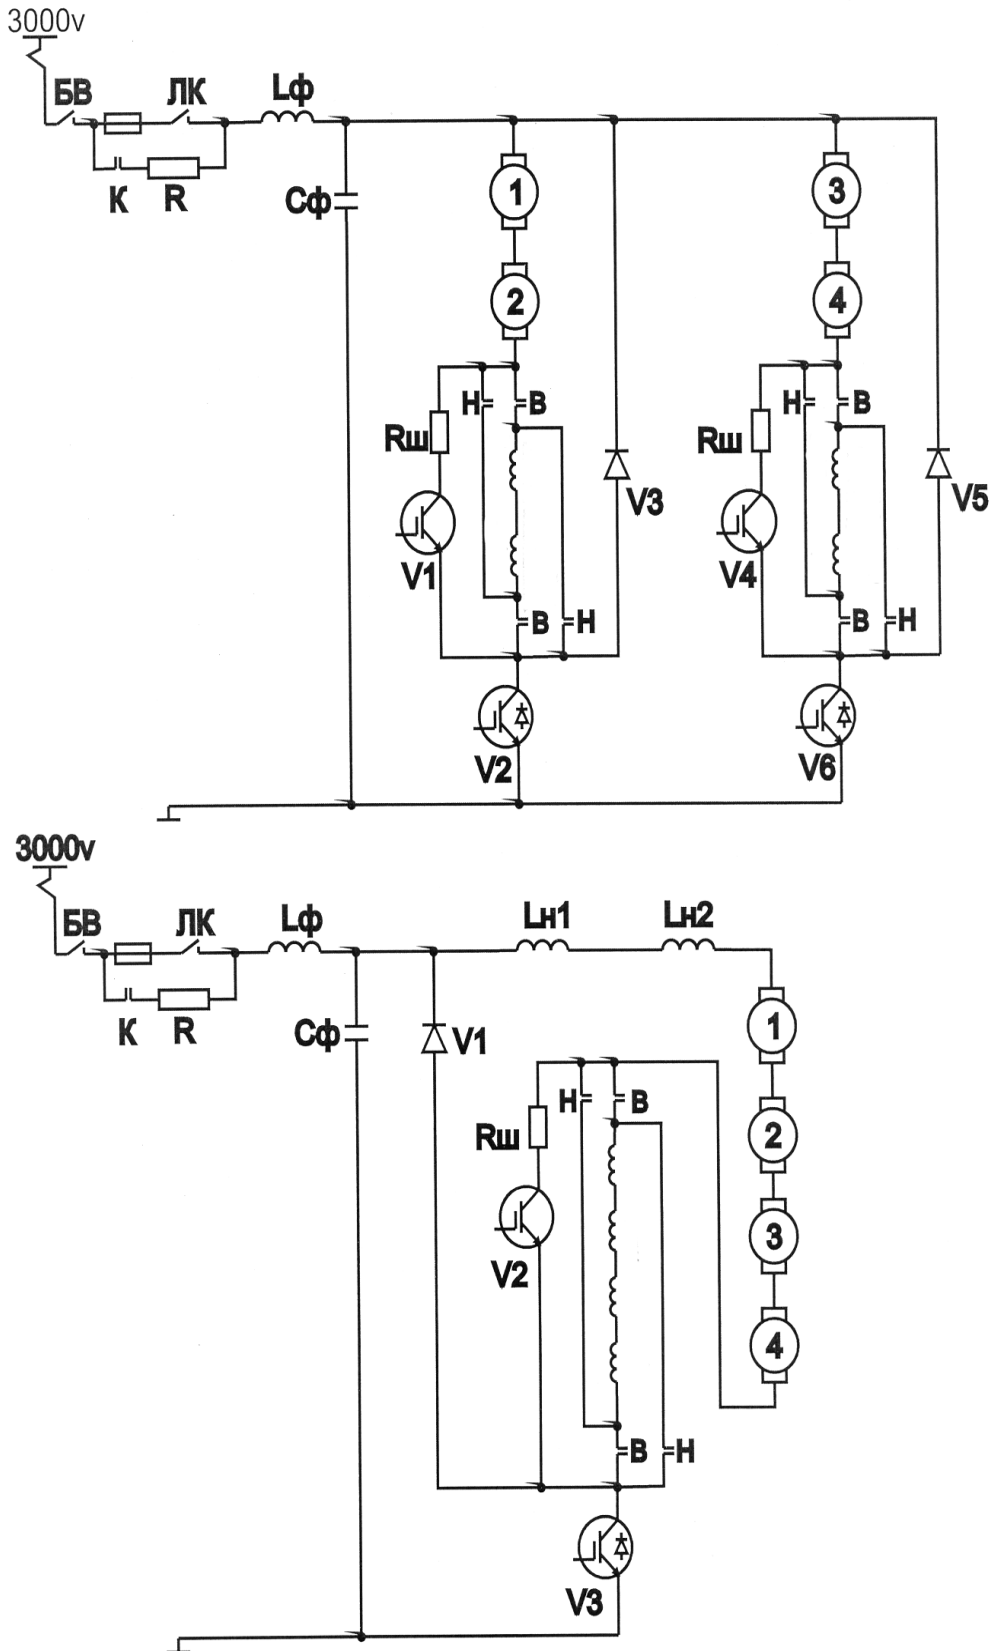 3000v
БВ
ЛК
Lф
К
R
Сф
1
3
2
4
Н
В
Н
В
Rш
Rш
V3
V5
V1
V4
В
Н
В
Н
V2
V6
3000v
БВ
ЛК
Lф
Lн1
Lн2
К
R
Сф
V1
1
Н
В
Rш
2
3
V2
4
В
Н
V3